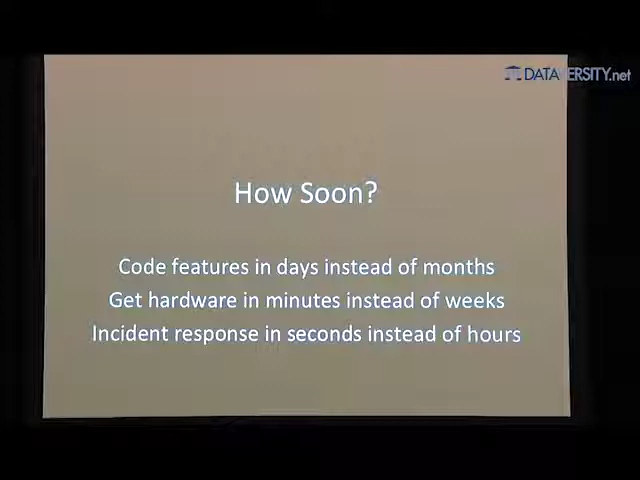 DATAVERSITY.net
How Soon?
Code features in days instead of months
Get hardware in minutes instead of weeks
Incident response in seconds instead of hours